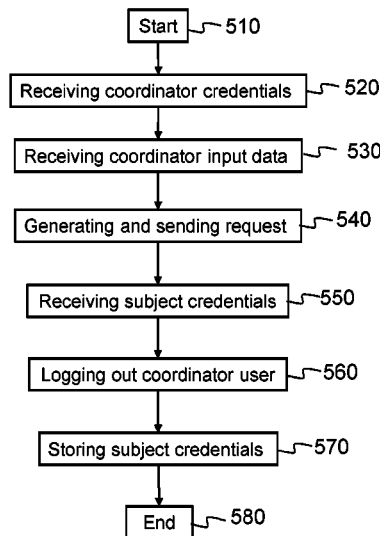 Start 510
Receiving coordinator credentials 520
Receiving coordinator input data 530
Generating and sending request 540
Receiving subject credentials 550
Logging out coordinator user 560
Storing subject credentials 570
End 580